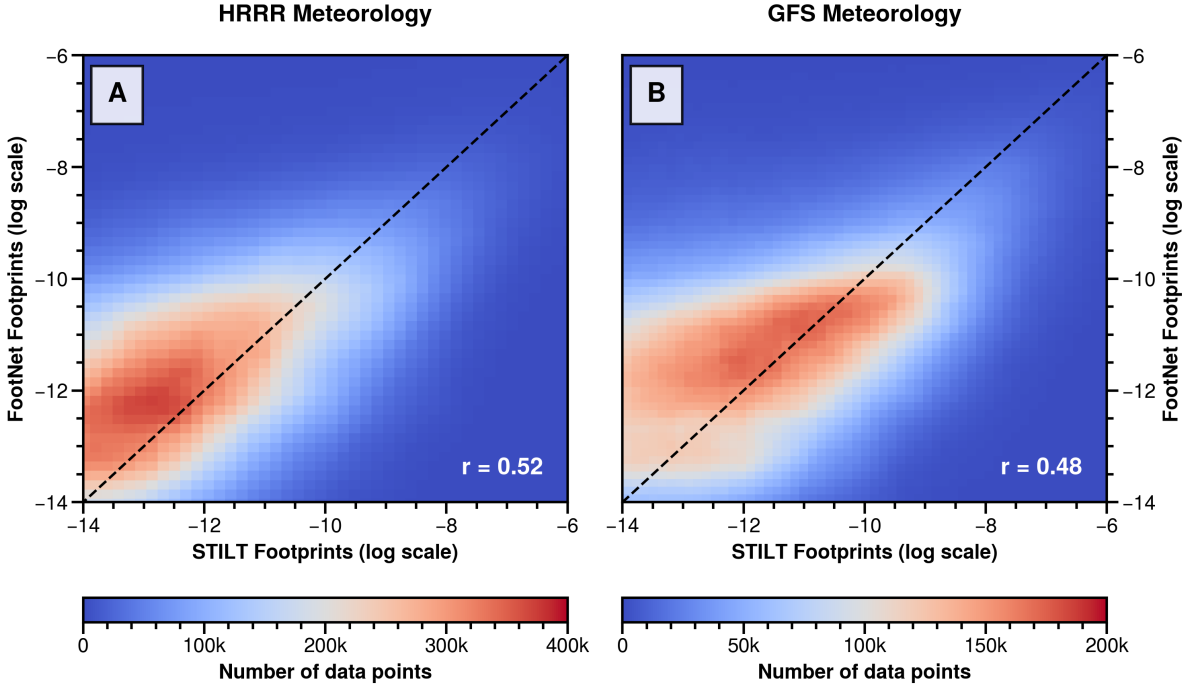 HRRR Meteorology
GFS Meteorology
A
B
−6
−8
−10
−12
−14
−6
−8
−10
−12
−14
FootNet Footprints (log scale)
FootNet Footprints (log scale)
r = 0.52
r = 0.48
−14 −12 −10 −8 −6
−14 −12 −10 −8 −6
STILT Footprints (log scale)
STILT Footprints (log scale)
0 100k 200k 300k 400k
0 50k 100k 150k 200k
Number of data points
Number of data points